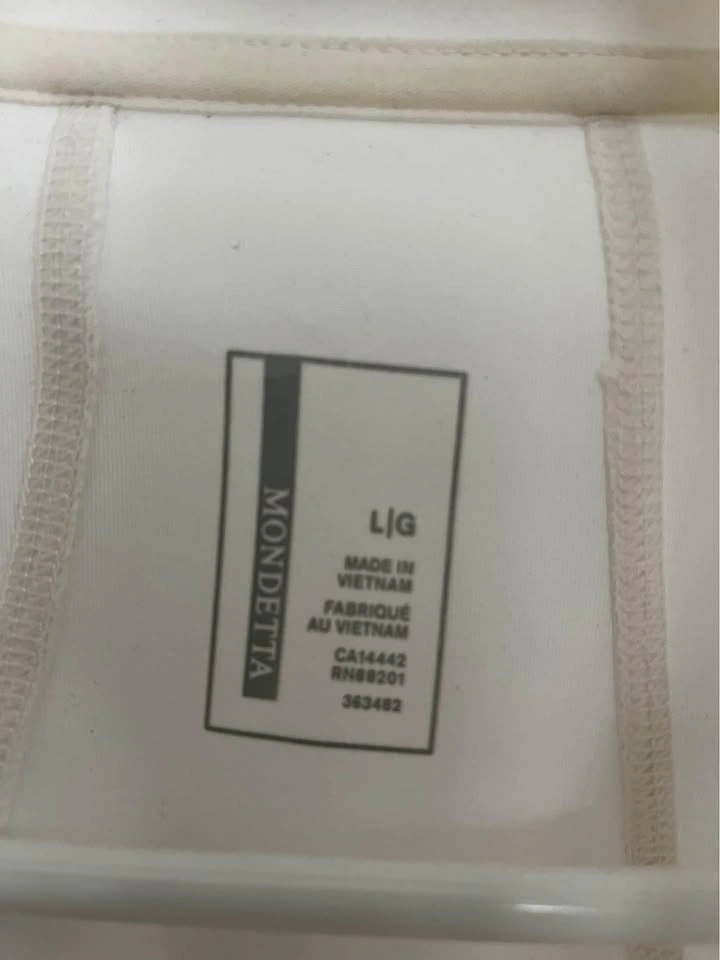 MONDETTA
L|G
MADE IN
VIETNAM
FABRIQUÉ
AU VIETNAM
CA14442
RN88201
363482